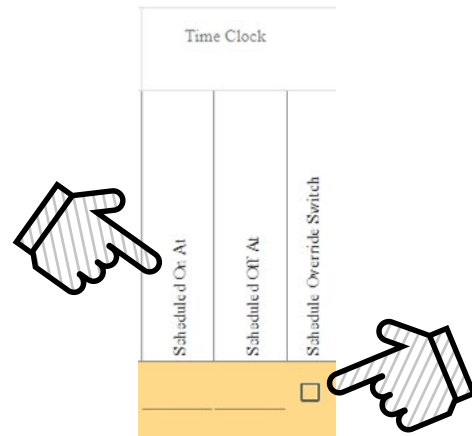 Time Clock
Scheduled On At
Scheduled Off At
Schedule Override Switch